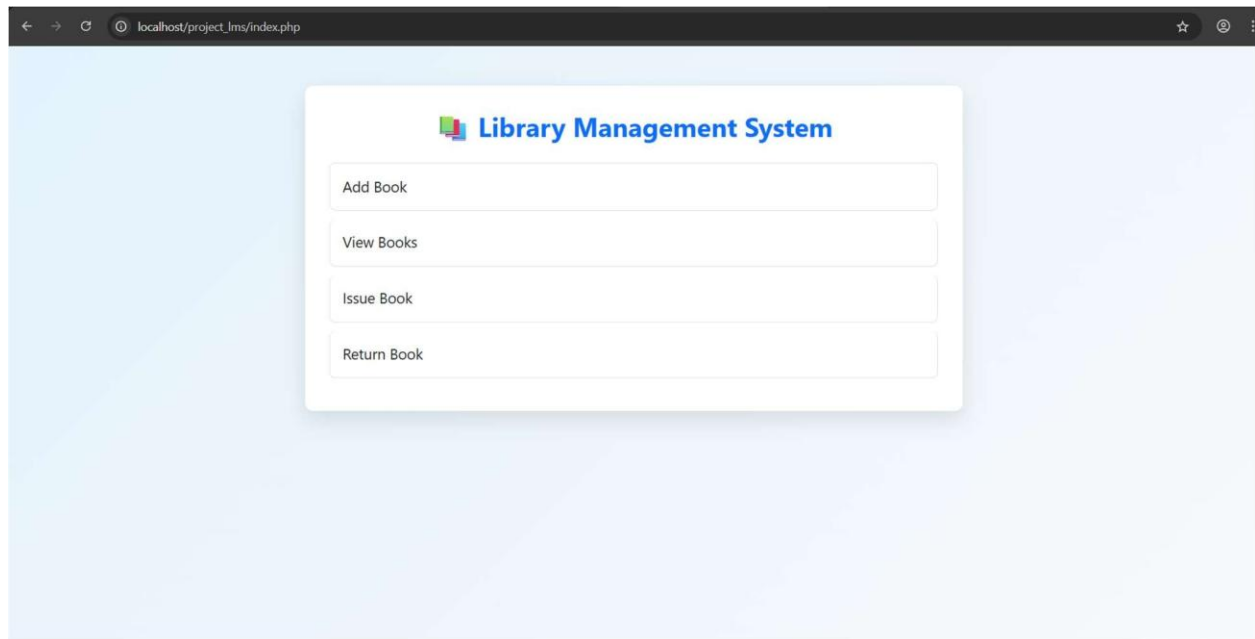 localhost/project_lms/index.php
Library Management System
Add Book
View Books
Issue Book
Return Book